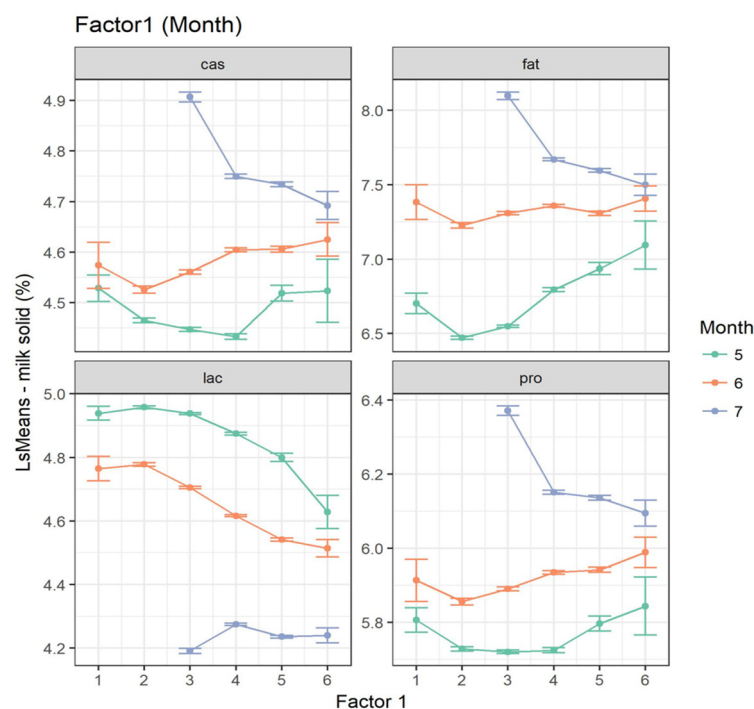 Factor1 (Month)
cas
fat
4.9
4.8
4.7
4.6
4.5
8.0
7.5
7.0
6.5
LsMeans - milk solid (%)
Month
5
6
7
lac
pro
5.0
4.8
4.6
4.4
4.2
6.4
6.2
6.0
5.8
1 2 3 4 5 6
1 2 3 4 5 6
Factor 1